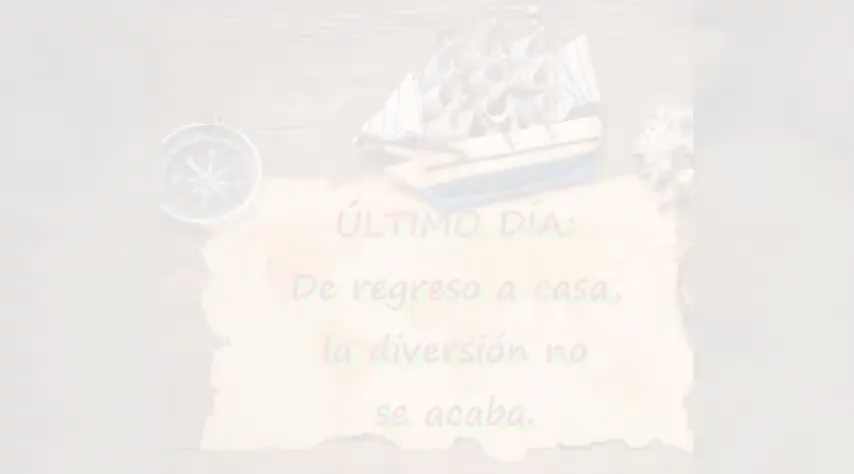 ÚLTIMO DÍA:
De regreso a casa,
la diversión no
se acaba.